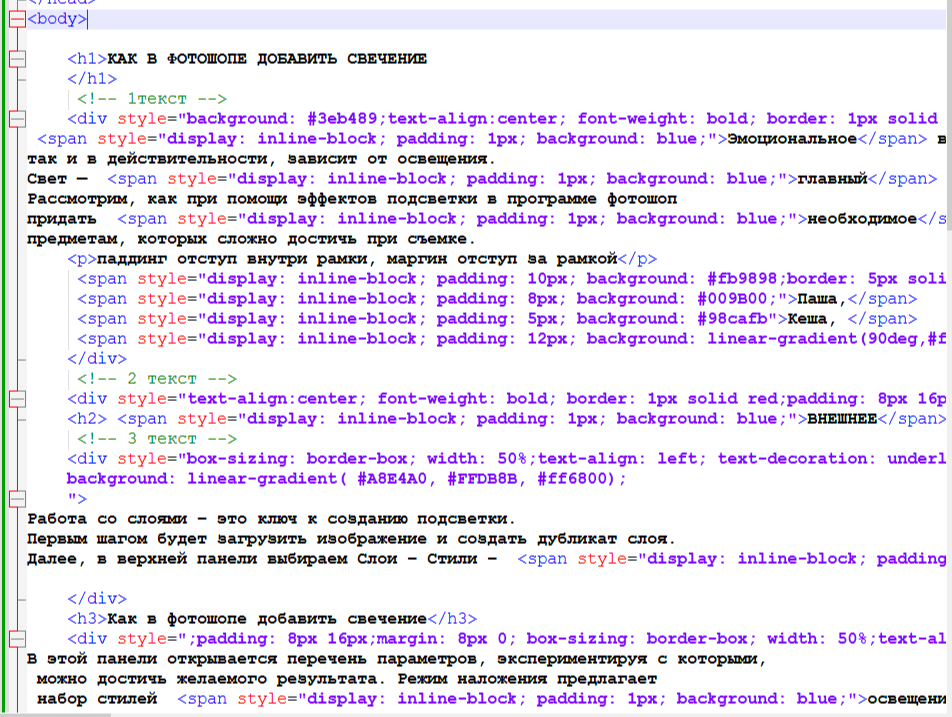 </head>
<body>
<h1>КАК В ФОТОШОПЕ ДОБАВИТЬ СВЕЧЕНИЕ
</h1>
<!-- 1текст -->
<div style="background: #3eb489;text-align:center; font-weight: bold; border: 1px solid
<span style="display: inline-block; padding: 1px; background: blue;">Эмоциональное</span> в
так и в действительности, зависит от освещения.
Свет — <span style="display: inline-block; padding: 1px; background: blue;">главный</span>
Рассмотрим, как при помощи эффектов подсветки в программе фотошоп
придать <span style="display: inline-block; padding: 1px; background: blue;">необходимое</s
предметам, которых сложно достичь при съемке.
<p>паддинг отступ внутри рамки, маргин отступ за рамкой</p>
<span style="display: inline-block; padding: 10px; background: #fb9898;border: 5px soli
<span style="display: inline-block; padding: 8px; background: #009B00;">Паша,</span>
<span style="display: inline-block; padding: 5px; background: #98cafb">Кеша, </span>
<span style="display: inline-block; padding: 12px; background: linear-gradient(90deg,#f
</div>
<!-- 2 текст -->
<div style="text-align:center; font-weight: bold; border: 1px solid red;padding: 8px 16p
<h2> <span style="display: inline-block; padding: 1px; background: blue;">ВНЕШНЕЕ</span>
<!-- 3 текст -->
<div style="box-sizing: border-box; width: 50%;text-align: left; text-decoration: underl
background: linear-gradient( #A8E4A0, #FFDB8B, #ff6800);
">
Работа со слоями – это ключ к созданию подсветки.
Первым шагом будет загрузить изображение и создать дубликат слоя.
Далее, в верхней панели выбираем Слои – Стили – <span style="display: inline-block; padding
</div>
<h3>Как в фотошопе добавить свечение</h3>
<div style=";padding: 8px 16px;margin: 8px 0; box-sizing: border-box; width: 50%;text-al
В этой панели открывается перечень параметров, экспериментируя с которыми,
можно достичь желаемого результата. Режим наложения предлагает
набор стилей <span style="display: inline-block; padding: 1px; background: blue;">освещени